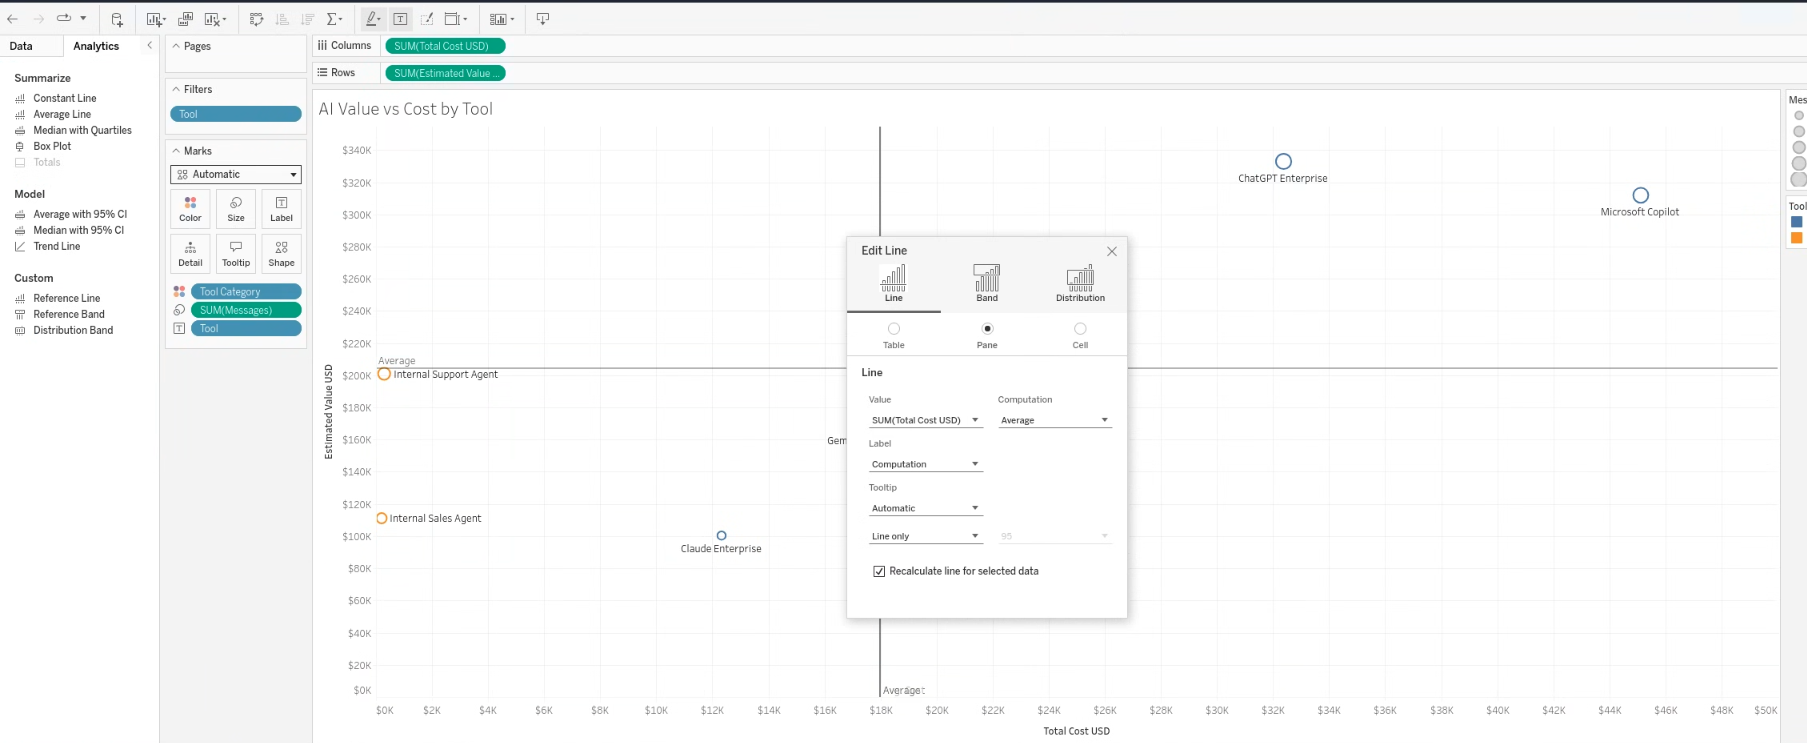 Data
Analytics
Summarize
Constant Line
Average Line
Median with Quartiles
Box Plot
Totals
Model
Average with 95% CI
Median with 95% CI
Trend Line
Custom
Reference Line
Reference Band
Distribution Band
Pages
Filters
Tool
Marks
Automatic
Color
Size
Label
Detail
Tooltip
Shape
Tool Category
SUM(Messages)
Tool
Columns
SUM(Total Cost USD)
Rows
SUM(Estimated Value ...
AI Value vs Cost by Tool
Estimated Value USD
$340K
$320K
$300K
$280K
$260K
$240K
$220K
$200K
$180K
$160K
$140K
$120K
$100K
$80K
$60K
$40K
$20K
$0K
ChatGPT Enterprise
Microsoft Copilot
Average
Internal Support Agent
Gem
Internal Sales Agent
Claude Enterprise
Edit Line
Line
Band
Distribution
Table
Pane
Cell
Line
Value
Computation
SUM(Total Cost USD)
Average
Label
Computation
Tooltip
Automatic
Line only
95
Recalculate line for selected data
$0K $2K $4K $6K $8K $10K $12K $14K $16K $18K $20K $22K $24K $26K $28K $30K $32K $34K $36K $38K $40K $42K $44K $46K $48K $50K
Total Cost USD
Mes
Tool